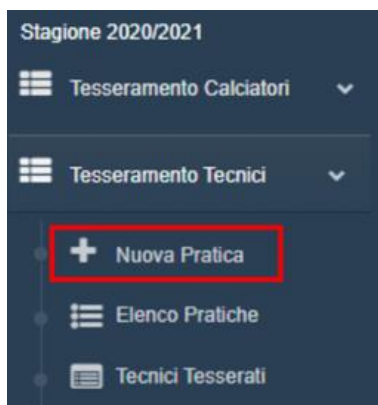 Stagione 2020/2021
Tesseramento Calciatori
Tesseramento Tecnici
Nuova Pratica
Elenco Pratiche
Tecnici Tesserati